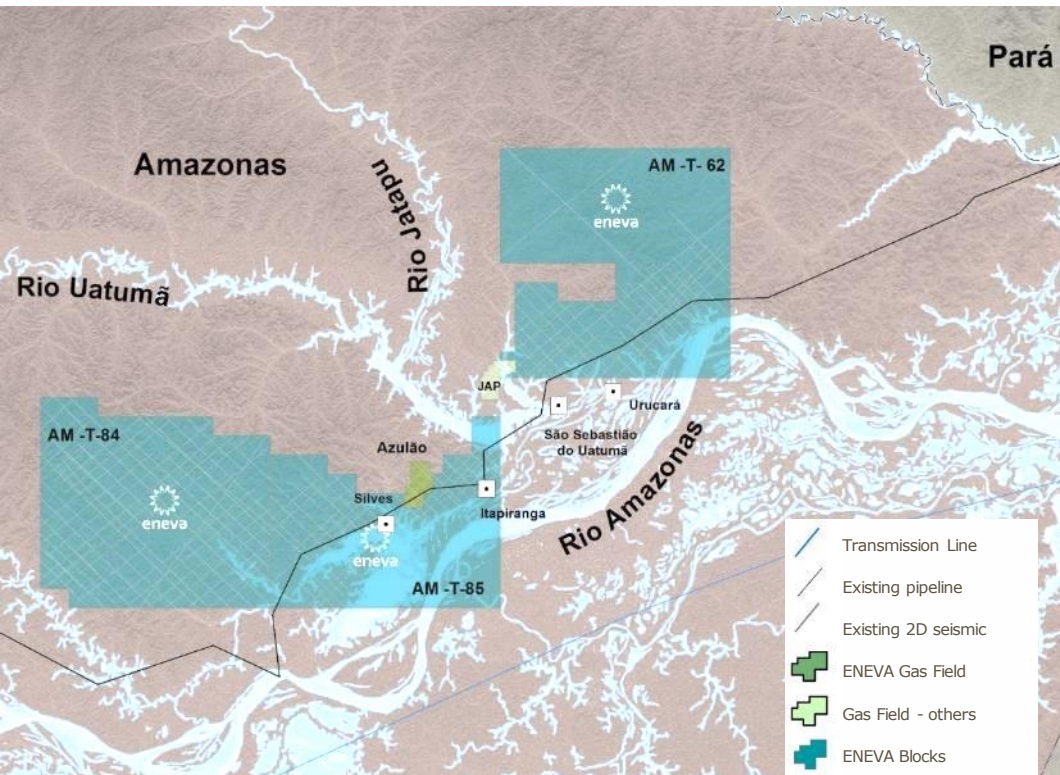 Pará
Amazonas
AM -T- 62
eneva
Rio Jatapu
Rio Uatumã
JAP
Urucará
São Sebastião
do Uatumã
AM -T-84
Azulão
Rio Amazonas
eneva
Silves
Itapiranga
eneva
AM -T-85
Transmission Line
Existing pipeline
Existing 2D seismic
ENEVA Gas Field
Gas Field - others
ENEVA Blocks